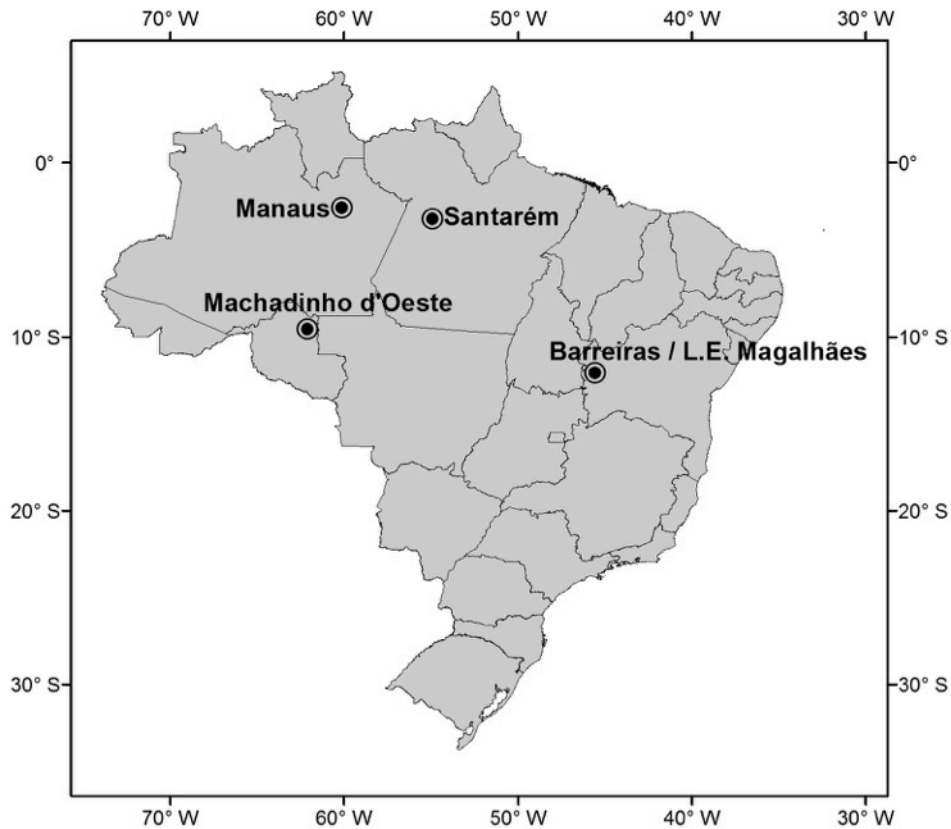 70° W 60° W 50° W 40° W 30° W
0°
Manaus
Santarém
Machadinho d'Oeste
10° S 10° S
Barreiras / L.E. Magalhães
20° S 20° S
30° S 30° S
70° W 60° W 50° W 40° W 30° W